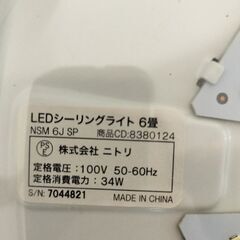 LEDシーリングライト 6畳
NSM 6J SP 商品CD:8380124
PS E 株式会社 ニトリ
定格電圧:100V 50-60Hz
定格消費電力:34W
S/N: 7044821 MADE IN CHINA